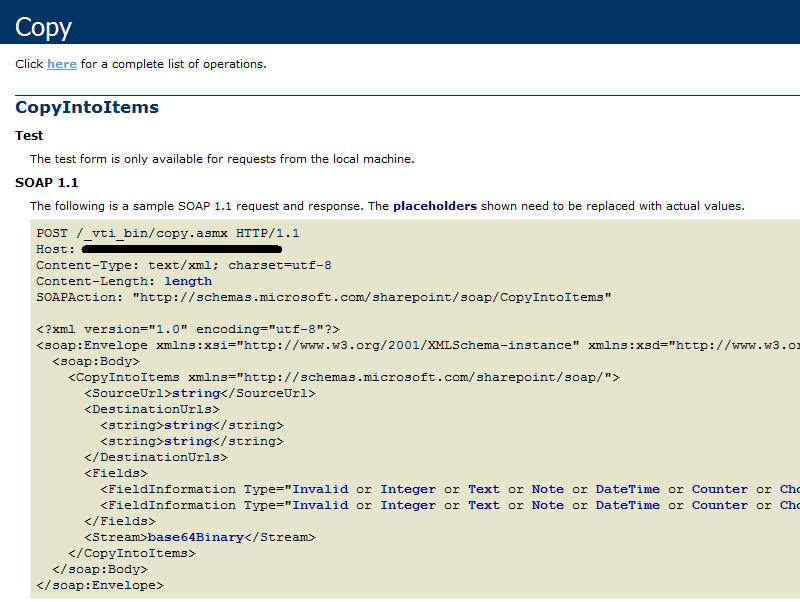 Copy
Click here for a complete list of operations.
CopyIntoItems
Test
The test form is only available for requests from the local machine.
SOAP 1.1
The following is a sample SOAP 1.1 request and response. The placeholders shown need to be replaced with actual values.
POST /_vti_bin/copy.asmx HTTP/1.1
Host:
Content-Type: text/xml; charset=utf-8
Content-Length: length
SOAPAction: "http://schemas.microsoft.com/sharepoint/soap/CopyIntoItems"
<?xml version="1.0" encoding="utf-8"?>
<soap:Envelope xmlns:xsi="http://www.w3.org/2001/XMLSchema-instance" xmlns:xsd="http://www.w3.or
<soap:Body>
<CopyIntoItems xmlns="http://schemas.microsoft.com/sharepoint/soap/">
<SourceUrl>string</SourceUrl>
<DestinationUrls>
<string>string</string>
<string>string</string>
</DestinationUrls>
<Fields>
<FieldInformation Type="Invalid or Integer or Text or Note or DateTime or Counter or Cho
<FieldInformation Type="Invalid or Integer or Text or Note or DateTime or Counter or Cho
</Fields>
<Stream>base64Binary</Stream>
</CopyIntoItems>
</soap:Body>
</soap:Envelope>